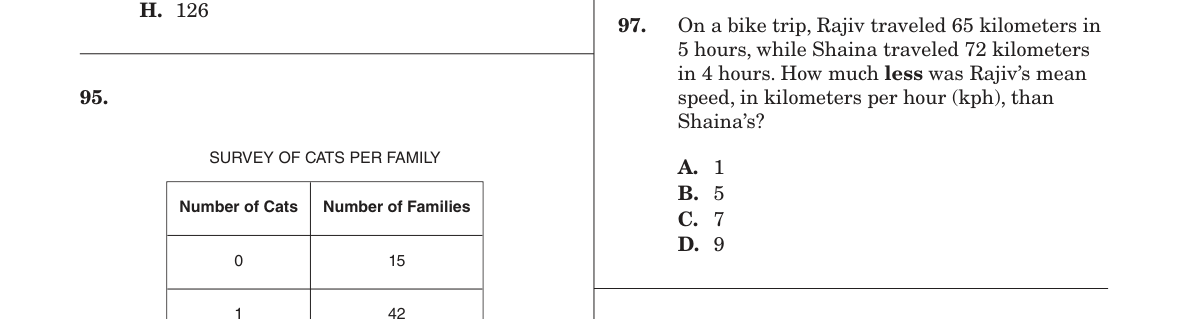 H. 126
95.
SURVEY OF CATS PER FAMILY
Number of Cats Number of Families
0 15
1 42
97. On a bike trip, Rajiv traveled 65 kilometers in
5 hours, while Shaina traveled 72 kilometers
in 4 hours. How much less was Rajiv's mean
speed, in kilometers per hour (kph), than
Shaina's?
A. 1
B. 5
C. 7
D. 9